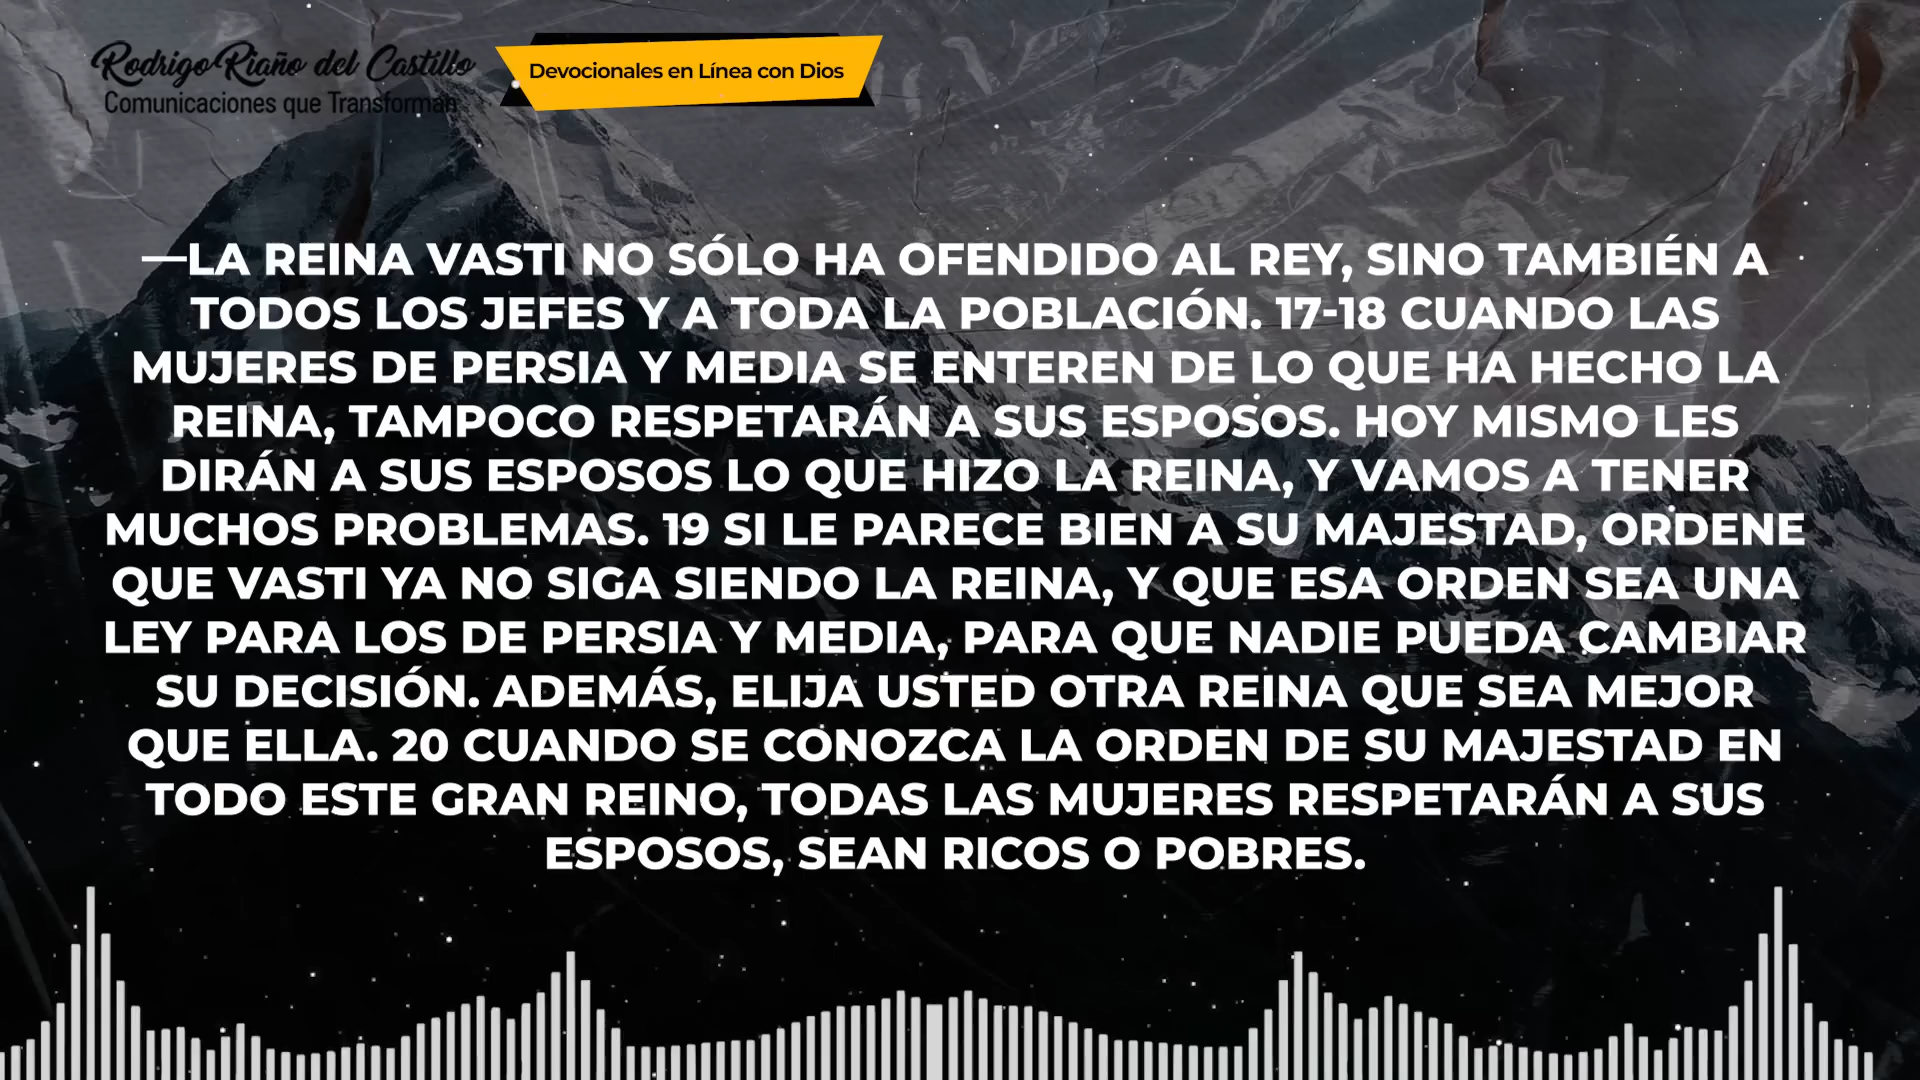 Rodrigo Riaño del Castillo
Comunicaciones que Transforman
Devocionales en Línea con Dios
—LA REINA VASTI NO SÓLO HA OFENDIDO AL REY, SINO TAMBIÉN A
TODOS LOS JEFES Y A TODA LA POBLACIÓN. 17-18 CUANDO LAS
MUJERES DE PERSIA Y MEDIA SE ENTEREN DE LO QUE HA HECHO LA
REINA, TAMPOCO RESPETARÁN A SUS ESPOSOS. HOY MISMO LES
DIRÁN A SUS ESPOSOS LO QUE HIZO LA REINA, Y VAMOS A TENER
MUCHOS PROBLEMAS. 19 SI LE PARECE BIEN A SU MAJESTAD, ORDENE
QUE VASTI YA NO SIGA SIENDO LA REINA, Y QUE ESA ORDEN SEA UNA
LEY PARA LOS DE PERSIA Y MEDIA, PARA QUE NADIE PUEDA CAMBIAR
SU DECISIÓN. ADEMÁS, ELIJA USTED OTRA REINA QUE SEA MEJOR
QUE ELLA. 20 CUANDO SE CONOZCA LA ORDEN DE SU MAJESTAD EN
TODO ESTE GRAN REINO, TODAS LAS MUJERES RESPETARÁN A SUS
ESPOSOS, SEAN RICOS O POBRES.